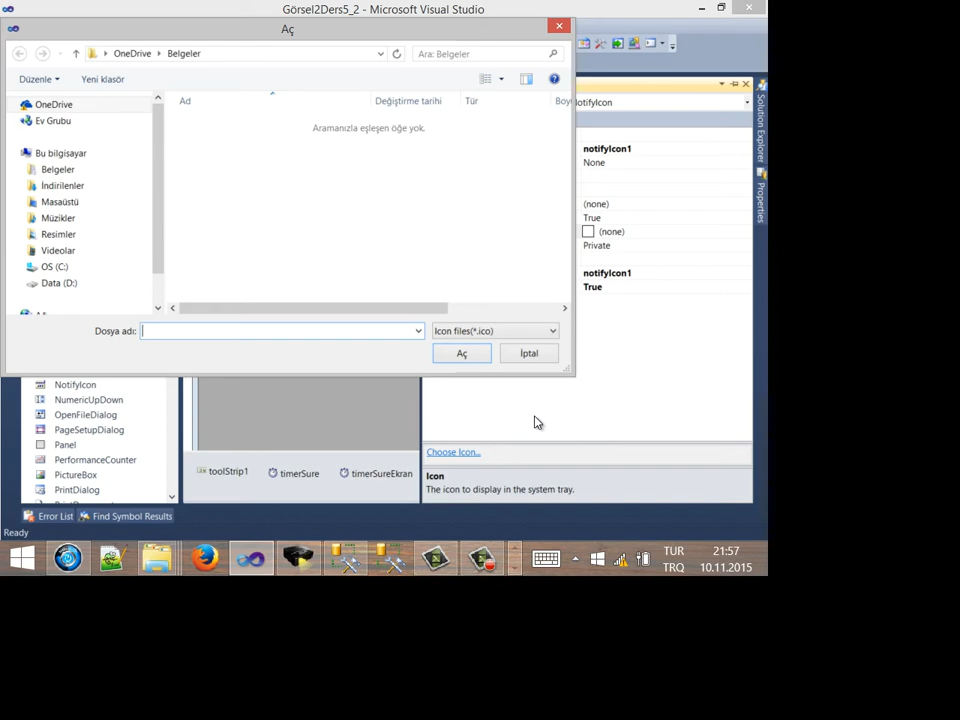 Görsel2Ders5_2 - Microsoft Visual Studio
Aç
OneDrive
Belgeler
Ara: Belgeler
Düzenle
Yeni klasör
Ad
Değiştirme tarihi
Tür
Boy
Aramanızla eşleşen öğe yok.
OneDrive
Ev Grubu
Bu bilgisayar
Belgeler
İndirilenler
Masaüstü
Müzikler
Resimler
Videolar
OS (C:)
Data (D:)
Dosya adı:
Icon files(*.ico)
Aç
İptal
otifyIcon
notifyIcon1
None
(none)
True
(none)
Private
notifyIcon1
True
Solution Explorer
Properties
NotifyIcon
NumericUpDown
OpenFileDialog
PageSetupDialog
Panel
PerformanceCounter
PictureBox
PrintDialog
toolStrip1
timerSure
timerSureEkran
Choose Icon...
Icon
The icon to display in the system tray.
Error List
Find Symbol Results
Ready
TUR
TRQ
21:57
10.11.2015